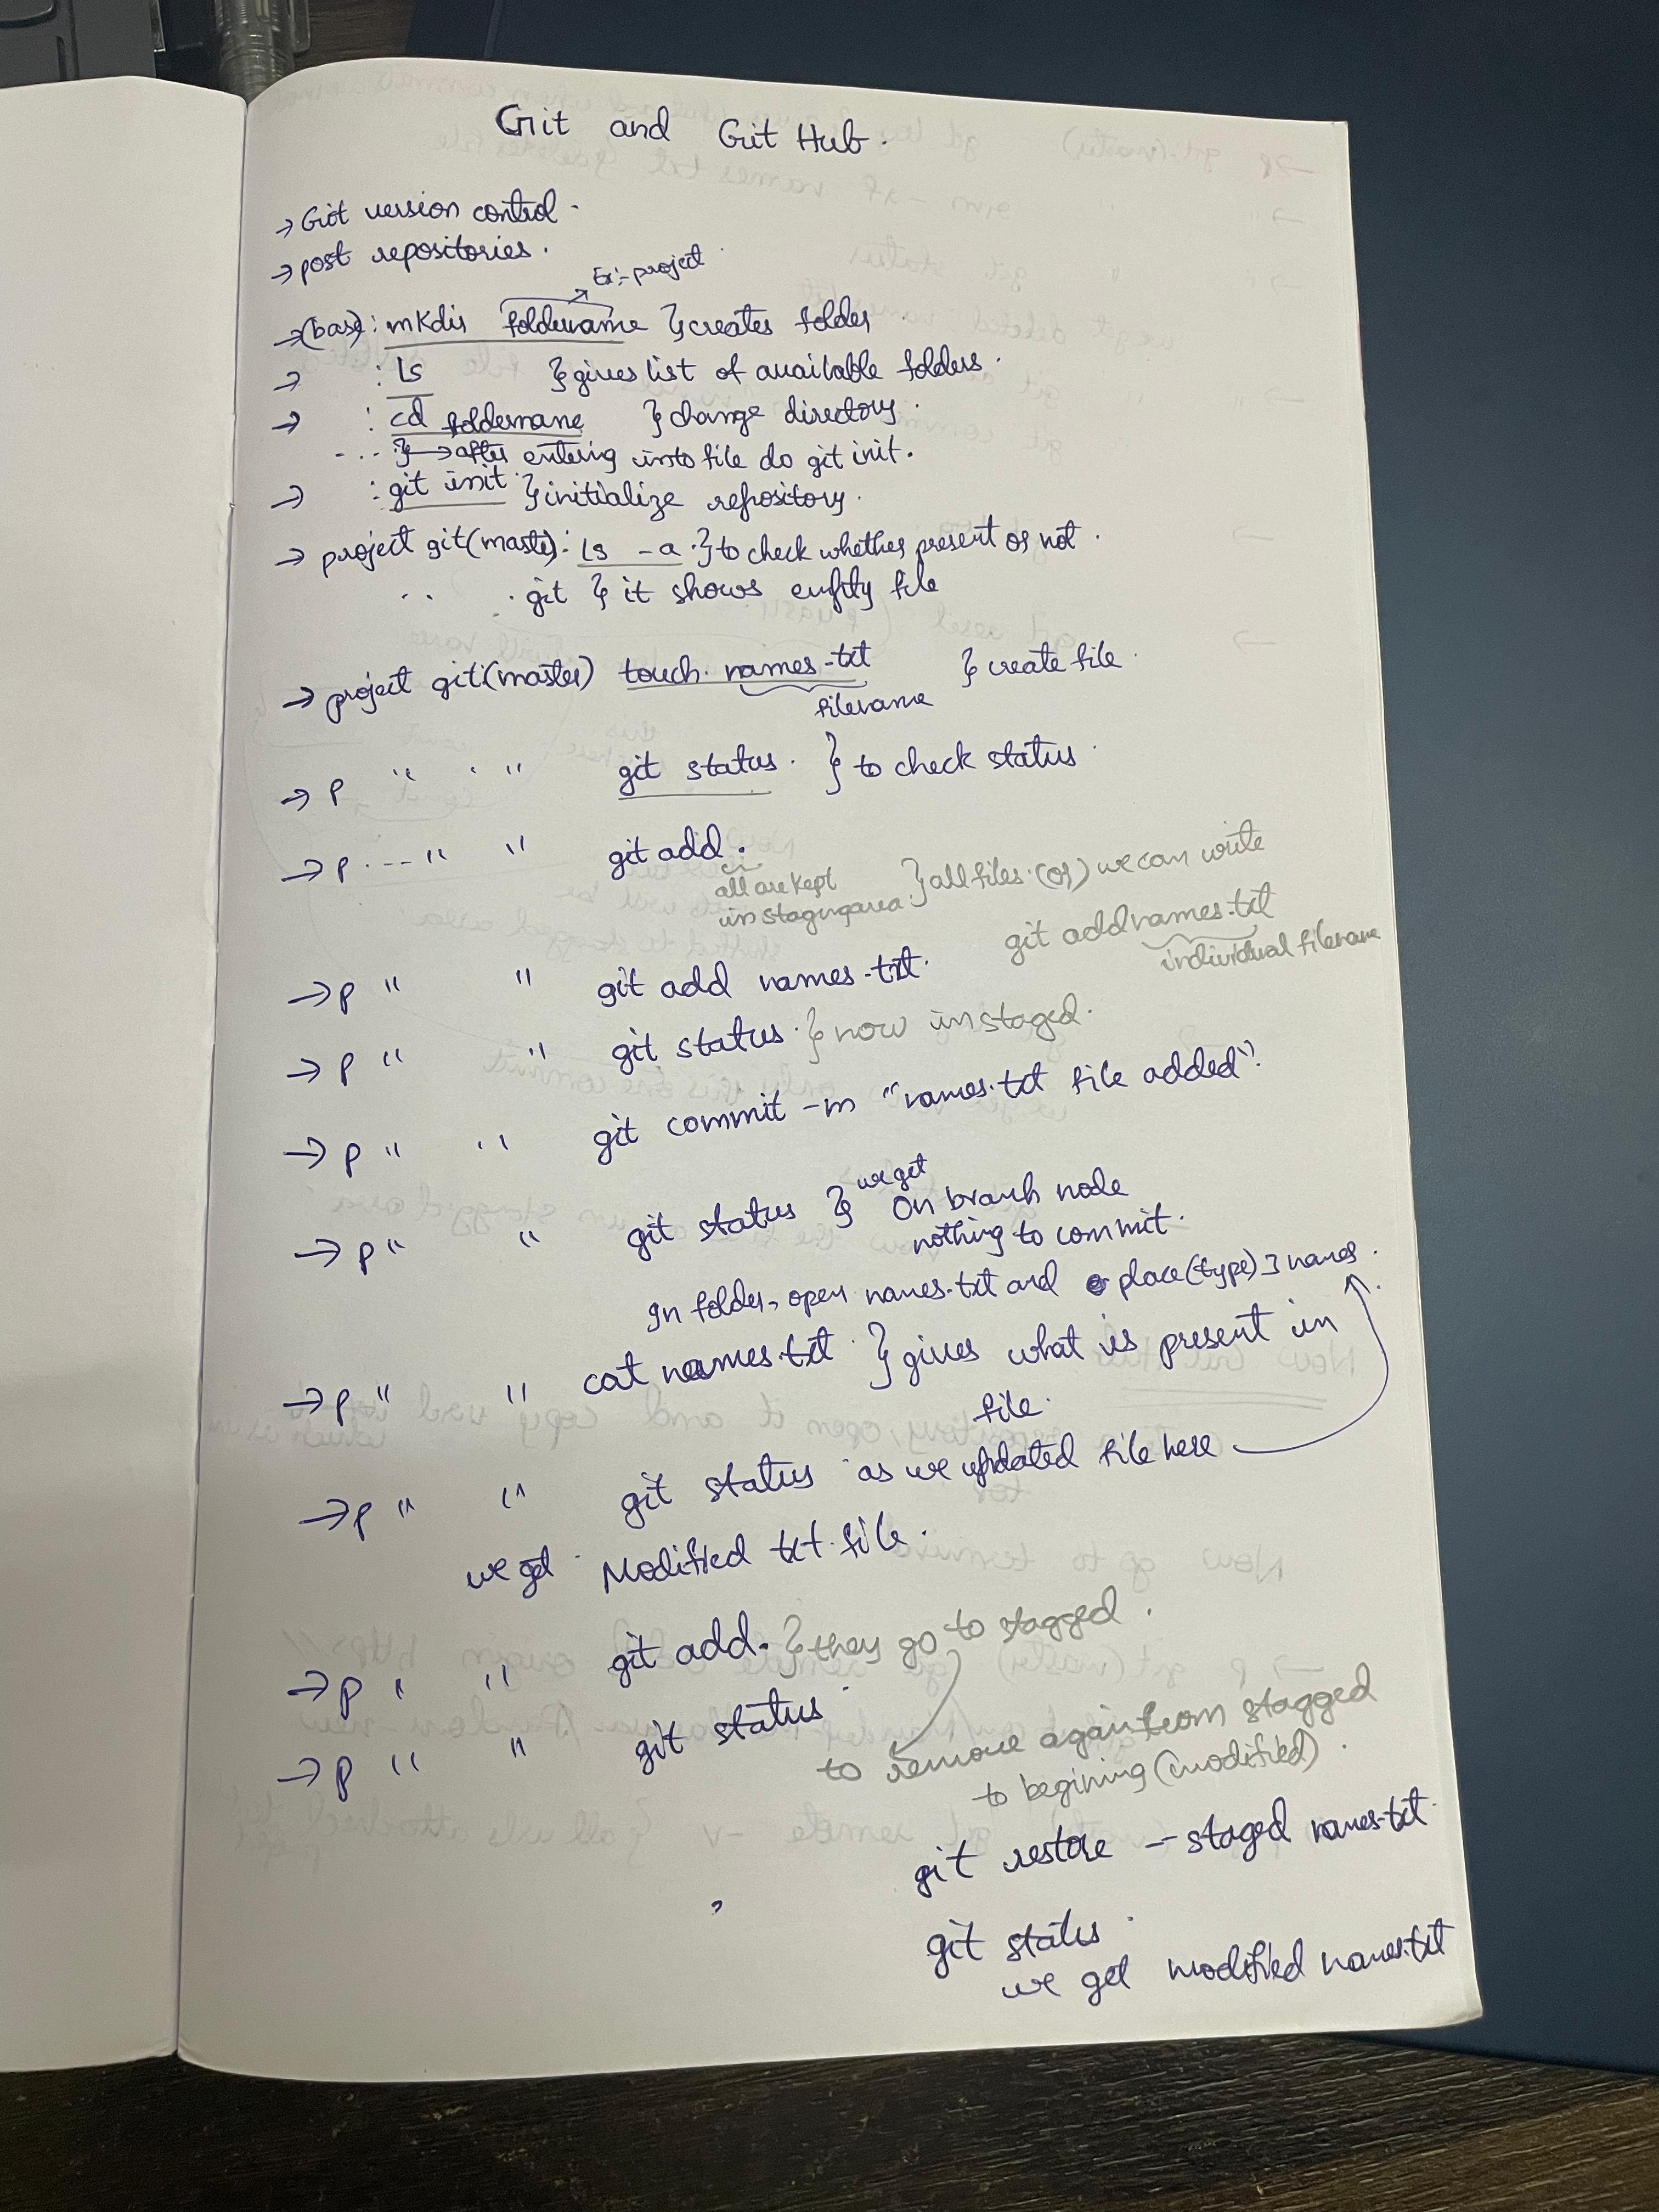 Git and Git Hub.
→ Git version control.
→ post repositories.
Ex:- project
→ (base): mkdir foldername } creates folder
→ : ls } gives list of available folders.
→ : cd foldername } change directory.
} → after entering into file do git init.
→ : git init } initialize repository.
→ project git(master): ls -a } to check whether present or not.
.. .git } it shows empty file
→ project git:(master) touch names.txt } create file.
filename
→ p " " git status. } to check status
→ p ... " " git add .
all are kept in staging area } all files (or) we can write
git add names.txt
individual filename
→ p " " git add names.txt.
→ p " " git status } now in staged.
→ p " " git commit -m "names.txt file added".
→ p " " git status } we get On branch node
nothing to commit.
In folder, open names.txt and place (type) 3 names.
→ p " " cat names.txt } gives what is present in
file.
→ p " " git status as we updated file here
we get Modified txt file.
→ p " " git add . } they go to stagged.
→ p " " git status
to remove again from stagged
to begining (modified).
git restore --staged names.txt
git status.
we get modified names.txt